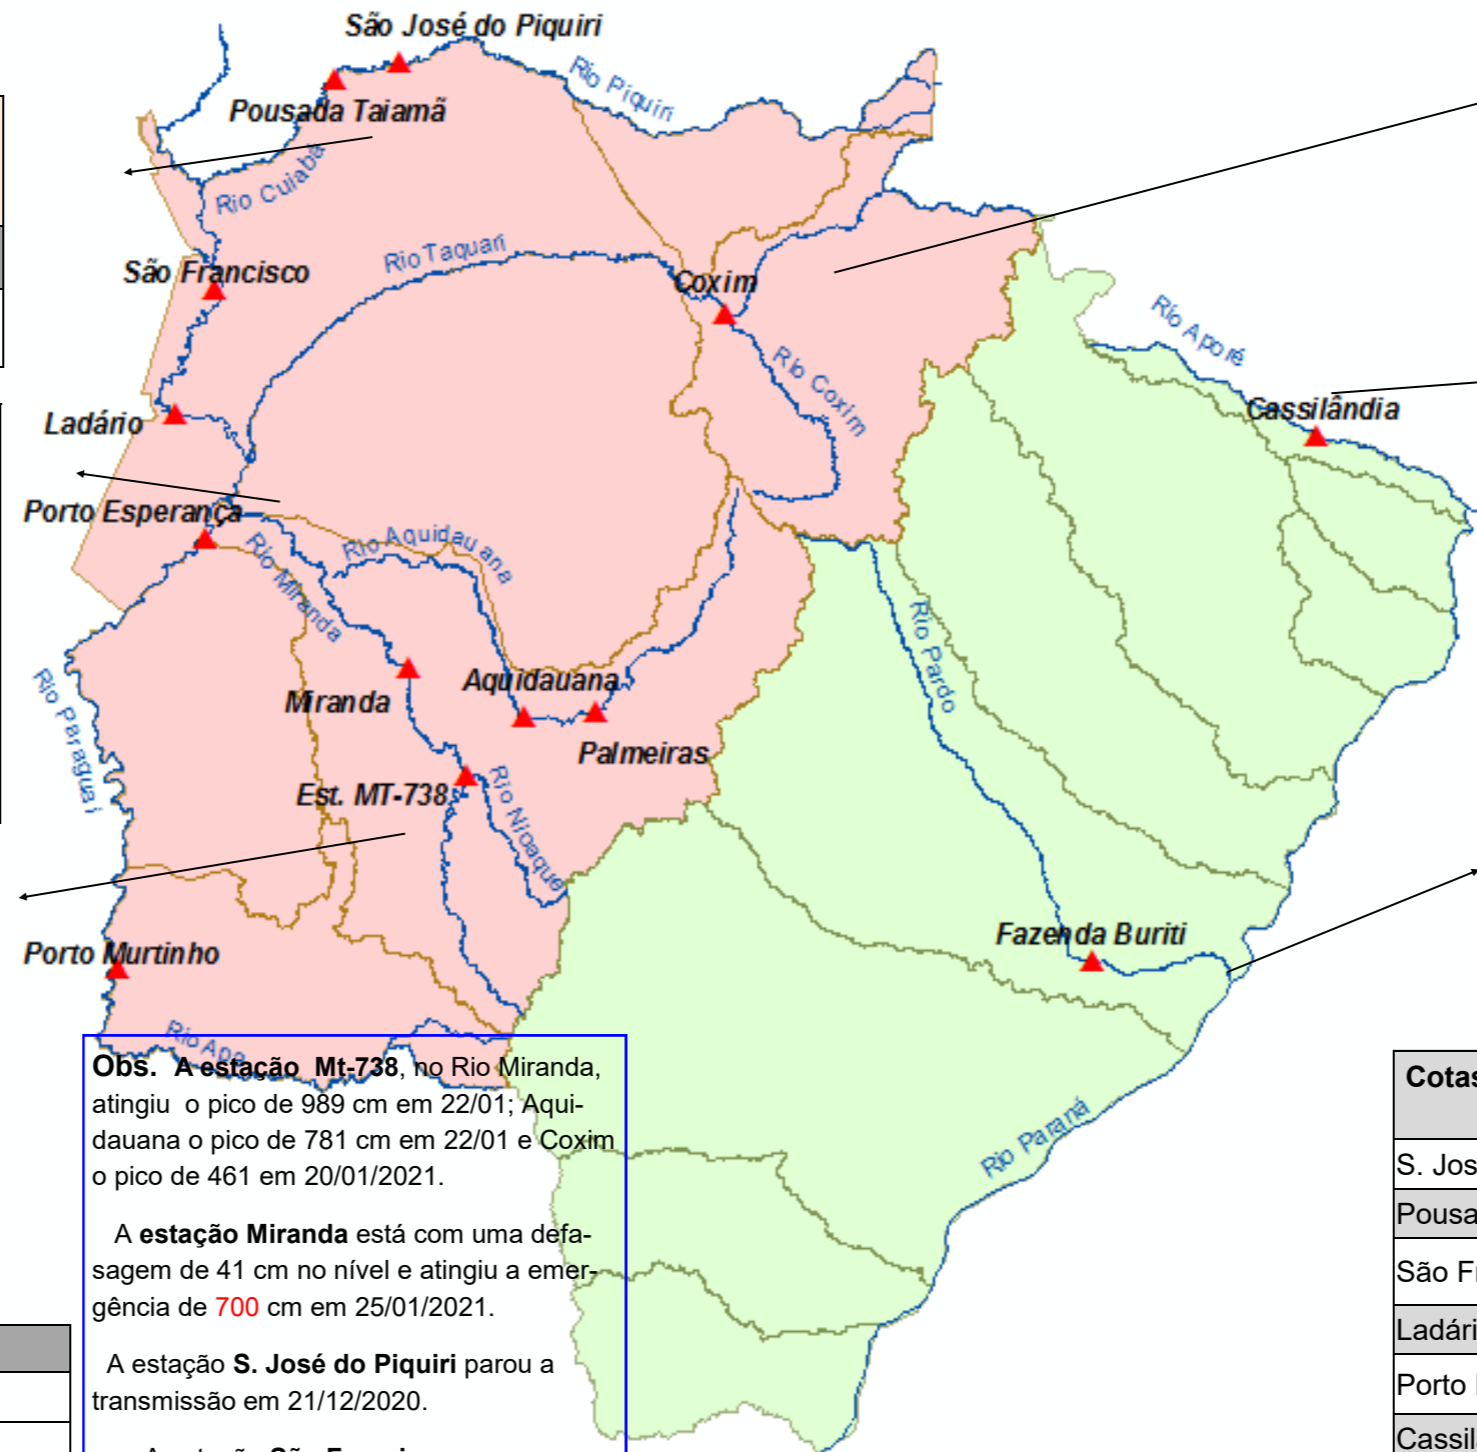 São José do Piquiri
Rio Piquiri
Pousada Taiamã
Rio Cuiabá
Rio Taquari
São Francisco
Coxim
Rio Aporé
Rio Coxim
Cassilândia
Ladário
Porto Esperança
Rio Aquidauana
Rio Miranda
Rio Pardo
Rio Paraguai
Aquidauana
Miranda
Palmeiras
Est. MT-738
Rio Nioaque
Fazenda Buriti
Porto Murtinho
Rio Apa
Rio Paraná
Obs. A estação Mt-738, no Rio Miranda,
atingiu o pico de 989 cm em 22/01; Aqui-
dauana o pico de 781 cm em 22/01 e Coxim
o pico de 461 em 20/01/2021.
A estação Miranda está com uma defa-
sagem de 41 cm no nível e atingiu a emer-
gência de 700 cm em 25/01/2021.
A estação S. José do Piquiri parou a
transmissão em 21/12/2020.
Cotas
S. Jos
Pousa
São Fr
Ladári
Porto
Cassil